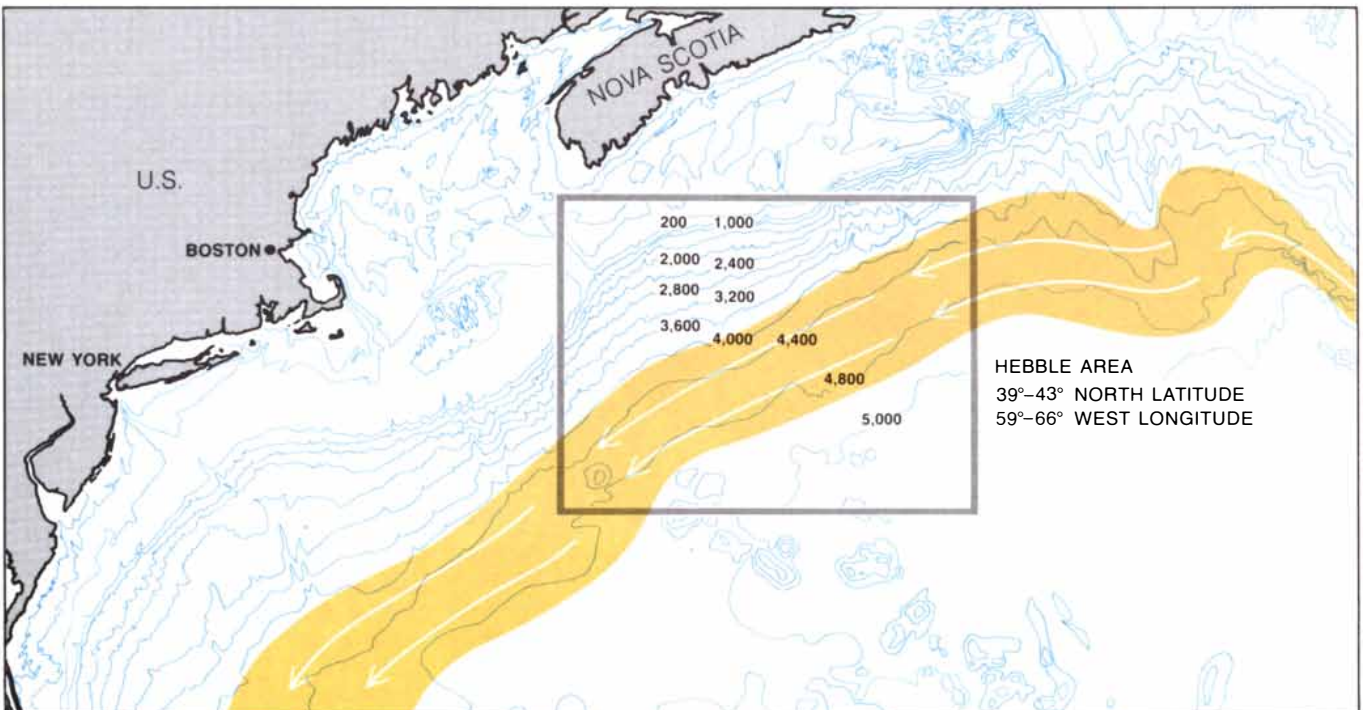 NOVA SCOTIA
U.S.
BOSTON
NEW YORK
200 1,000
2,000 2,400
2,800 3,200
3,600
4,000 4,400
4,800
5,000
HEBBLE AREA
39°–43° NORTH LATITUDE
59°–66° WEST LONGITUDE